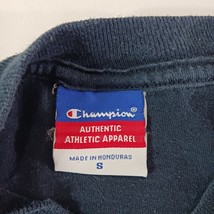 Champion
AUTHENTIC
ATHLETIC APPAREL
MADE IN HONDURAS
S